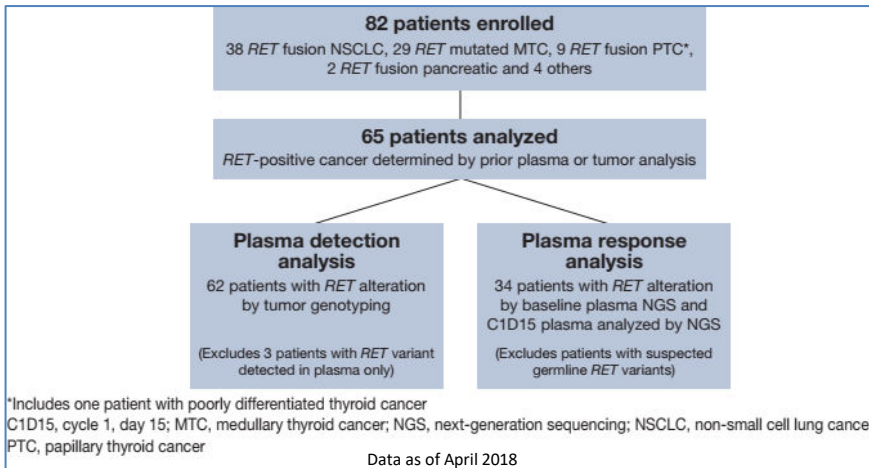 82 patients enrolled
38 RET fusion NSCLC, 29 RET mutated MTC, 9 RET fusion PTC*,
2 RET fusion pancreatic and 4 others
65 patients analyzed
RET-positive cancer determined by prior plasma or tumor analysis
Plasma detection
analysis
62 patients with RET alteration
by tumor genotyping
(Excludes 3 patients with RET variant
detected in plasma only)
Plasma response
analysis
34 patients with RET alteration
by baseline plasma NGS and
C1D15 plasma analyzed by NGS
(Excludes patients with suspected
germline RET variants)
*Includes one patient with poorly differentiated thyroid cancer
C1D15, cycle 1, day 15; MTC, medullary thyroid cancer; NGS, next-generation sequencing; NSCLC, non-small cell lung cance
PTC, papillary thyroid cancer
Data as of April 2018